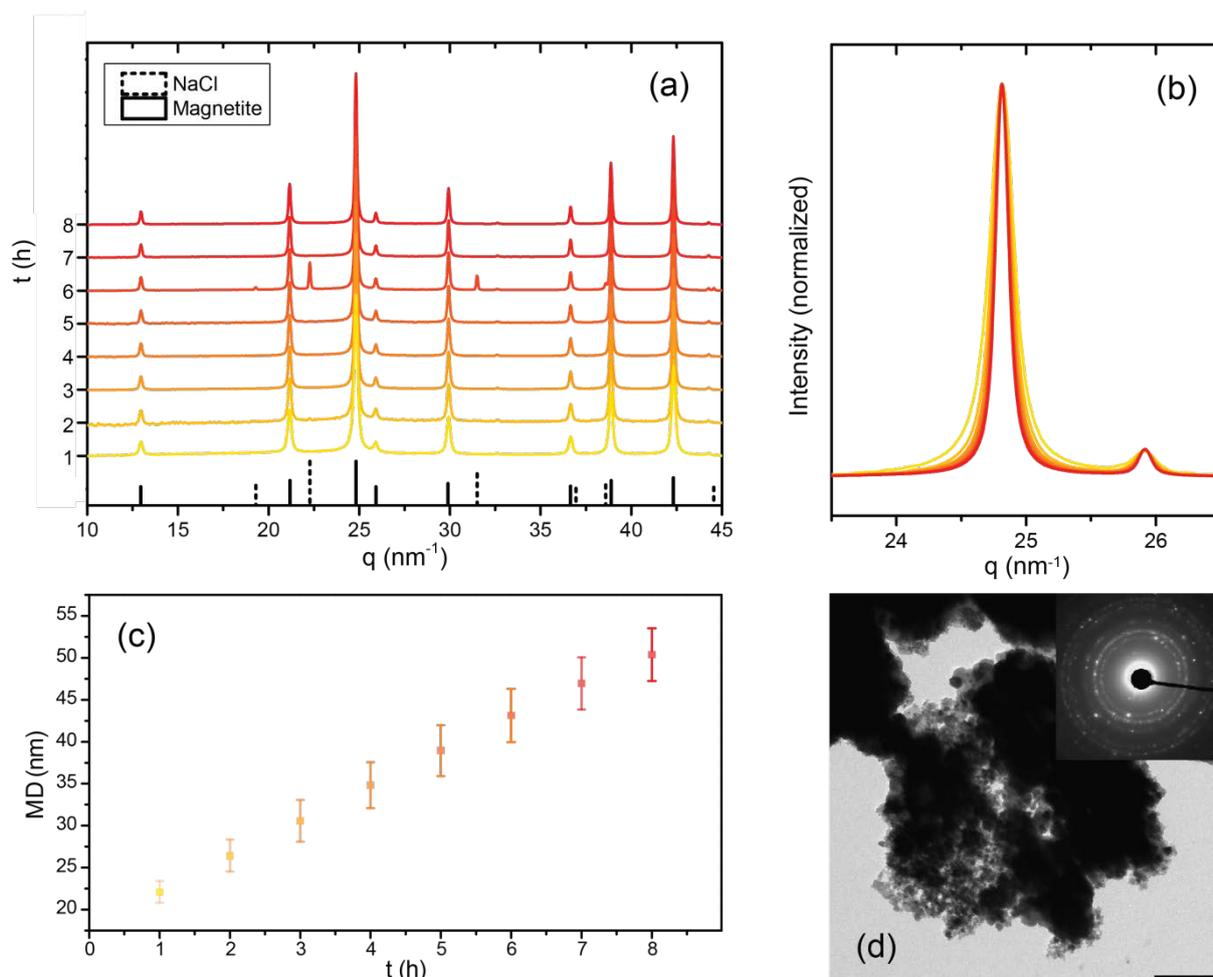 (a)
NaCl
Magnetite
t (h)
8
7
6
5
4
3
2
1
10 15 20 25 30 35 40 45
q (nm⁻¹)
(b)
Intensity (normalized)
24 25 26
q (nm⁻¹)
(c)
MD (nm)
55
50
45
40
35
30
25
20
0 1 2 3 4 5 6 7 8
t (h)
(d)